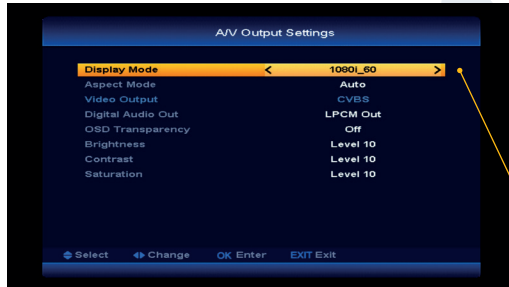 A/V Output Settings
Display Mode < 1080i_60 >
Aspect Mode Auto
Video Output CVBS
Digital Audio Out LPCM Out
OSD Transparency Off
Brightness Level 10
Contrast Level 10
Saturation Level 10
Select Change OK Enter EXIT Exit